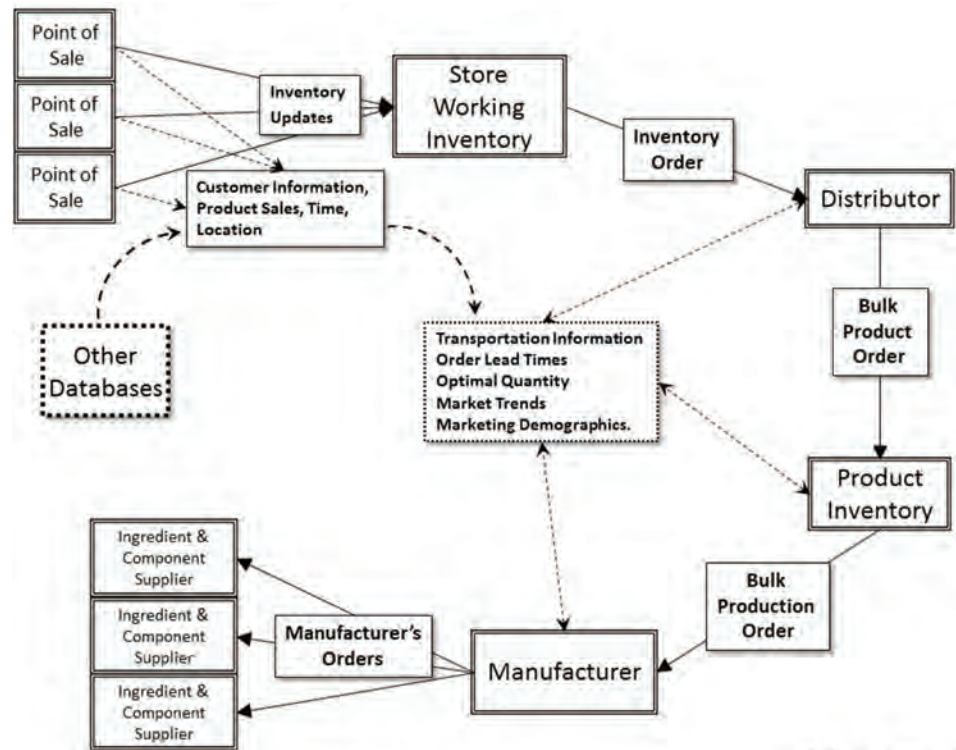 Point of
Sale
Point of
Sale
Point of
Sale
Inventory
Updates
Store
Working
Inventory
Inventory
Order
Customer Information,
Product Sales, Time,
Location
Distributor
Other
Databases
Transportation Information
Order Lead Times
Optimal Quantity
Market Trends
Marketing Demographics.
Bulk
Product
Order
Product
Inventory
Bulk
Production
Order
Manufacturer
Manufacturer's
Orders
Ingredient &
Component
Supplier
Ingredient &
Component
Supplier
Ingredient &
Component
Supplier